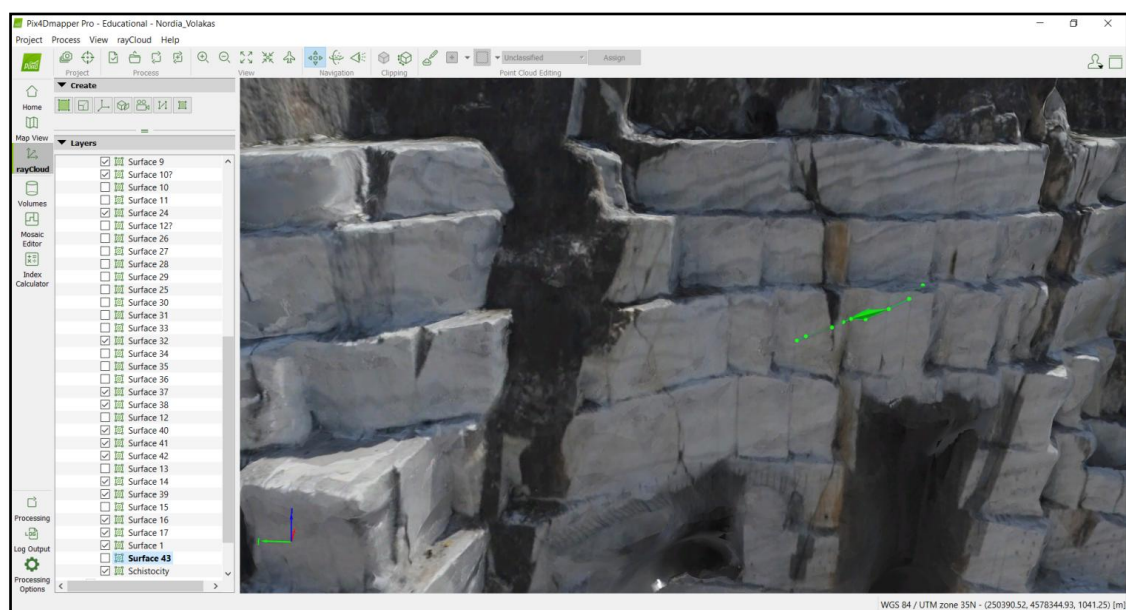 Pix4Dmapper Pro - Educational - Nordia_Volakas
Project Process View rayCloud Help
Unclassified Assign
Project Process View Navigation Clipping Point Cloud Editing
Home
Map View
rayCloud
Volumes
Mosaic
Editor
Index
Calculator
Processing
Log Output
Processing
Options
Create
Layers
Surface 9
Surface 10?
Surface 10
Surface 11
Surface 24
Surface 12?
Surface 26
Surface 27
Surface 28
Surface 29
Surface 25
Surface 30
Surface 31
Surface 33
Surface 32
Surface 34
Surface 35
Surface 36
Surface 37
Surface 38
Surface 12
Surface 40
Surface 41
Surface 42
Surface 13
Surface 14
Surface 39
Surface 15
Surface 16
Surface 17
Surface 1
Surface 43
Schistocity
WGS 84 / UTM zone 35N - (250390.52, 4578344.93, 1041.25) [m]